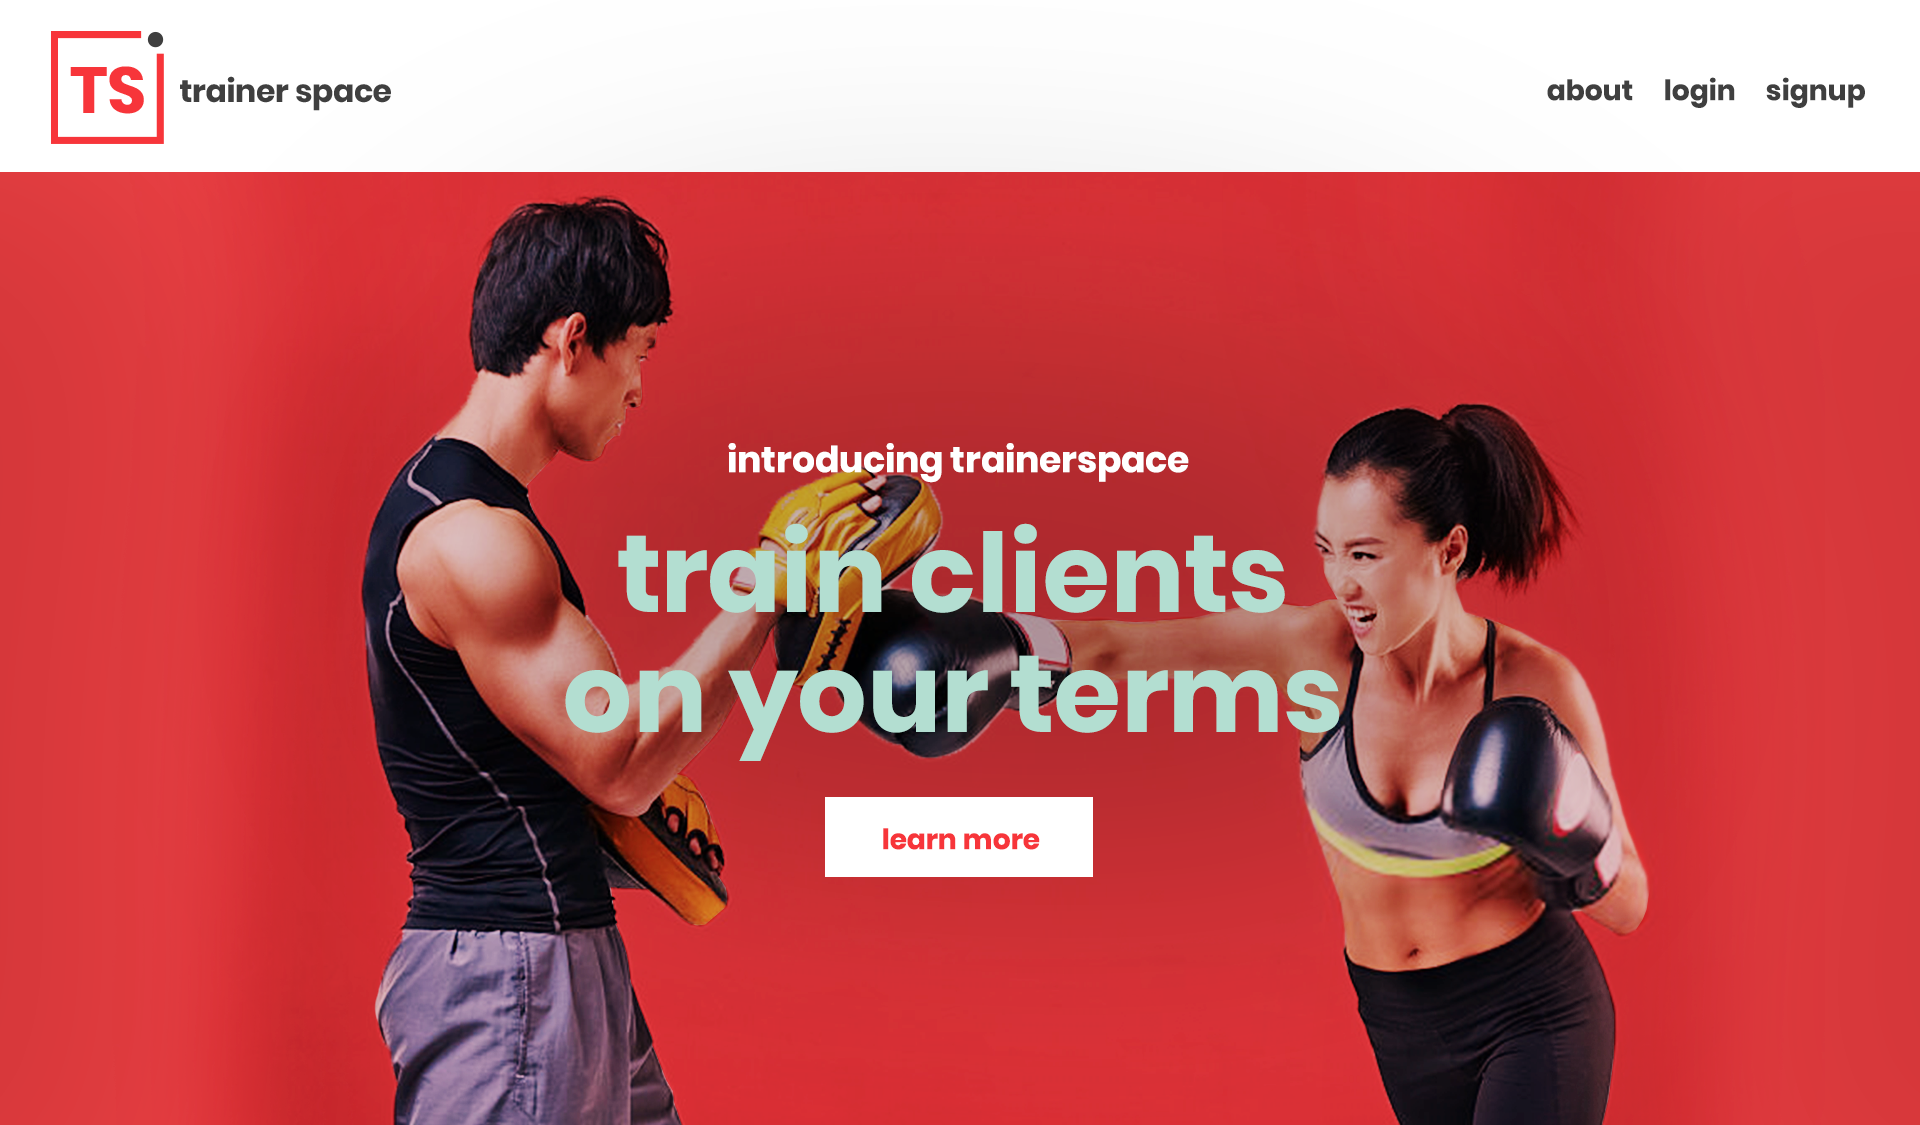 TS
trainer space
about login signup
introducing trainerspace
train clients
on your terms
learn more